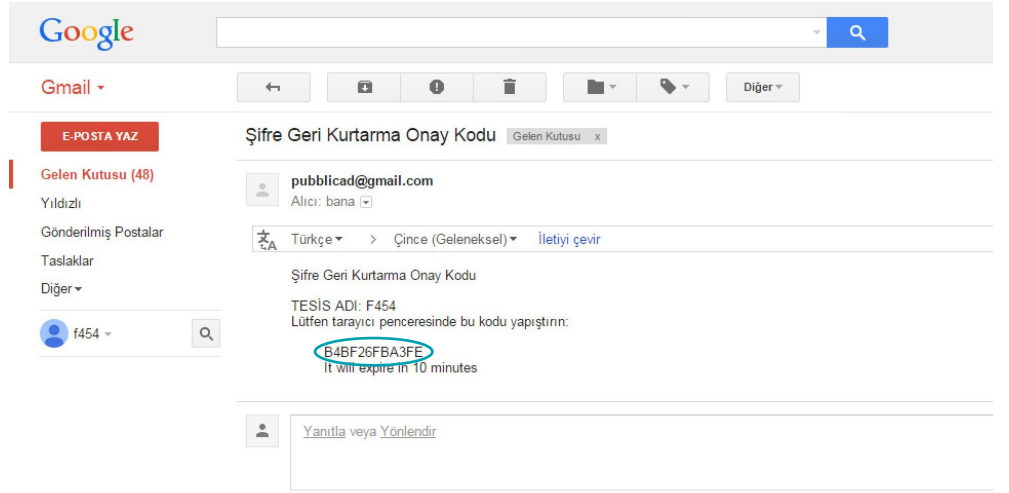 Google
Gmail
Diğer
E-POSTA YAZ
Şifre Geri Kurtarma Onay Kodu Gelen Kutusu x
Gelen Kutusu (48)
Yıldızlı
Gönderilmiş Postalar
Taslaklar
Diğer
f454
pubblicad@gmail.com
Alıcı: bana
Türkçe > Çince (Geleneksel) İletiyi çevir
Şifre Geri Kurtarma Onay Kodu
TESİS ADI: F454
Lütfen tarayıcı penceresinde bu kodu yapıştırın:
B4BF26FBA3FE
It will expire in 10 minutes
Yanıtla veya Yönlendir